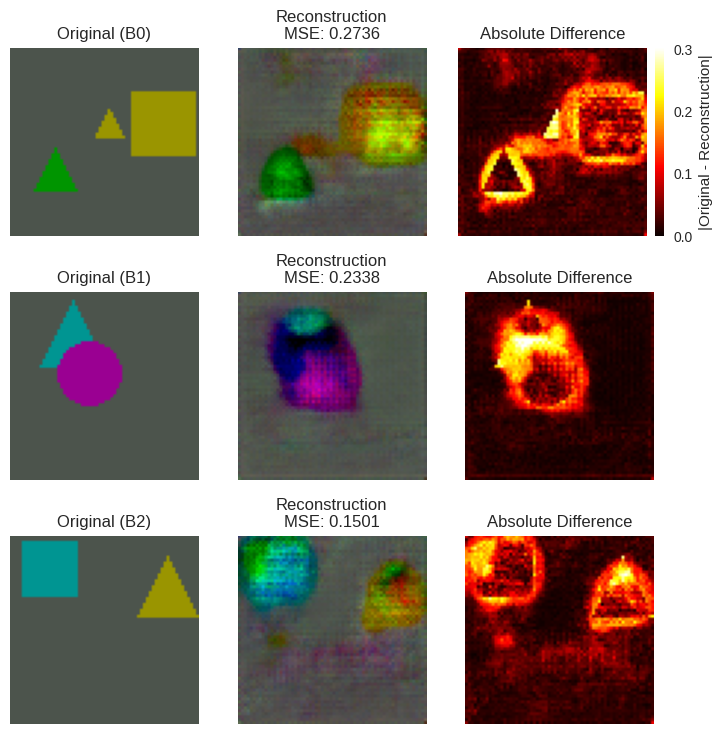 Original (B0)
Reconstruction
MSE: 0.2736
Absolute Difference
0.3
0.2
0.1
0.0
|Original - Reconstruction|
Original (B1)
Reconstruction
MSE: 0.2338
Absolute Difference
Original (B2)
Reconstruction
MSE: 0.1501
Absolute Difference